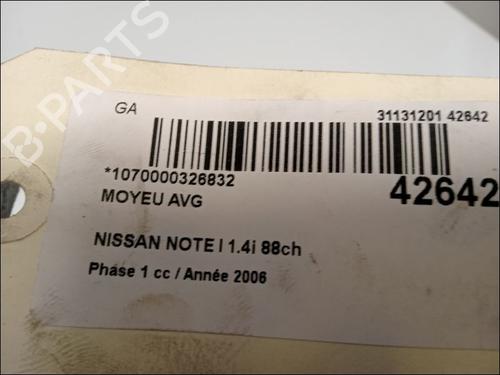 B-PARTS
GA
31131201 42642
*1070000326832
42642
MOYEU AVG
NISSAN NOTE I 1.4i 88ch
Phase 1 cc / Année 2006